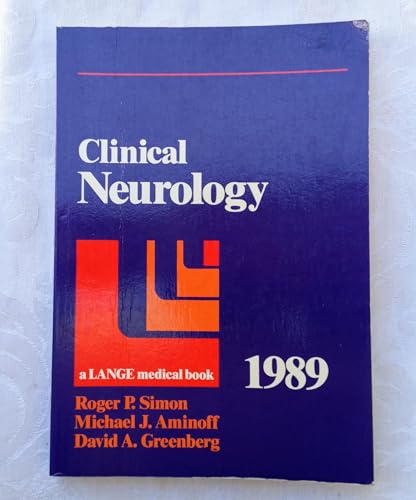 Clinical
Neurology
a LANGE medical book
1989
Roger P. Simon
Michael J. Aminoff
David A. Greenberg